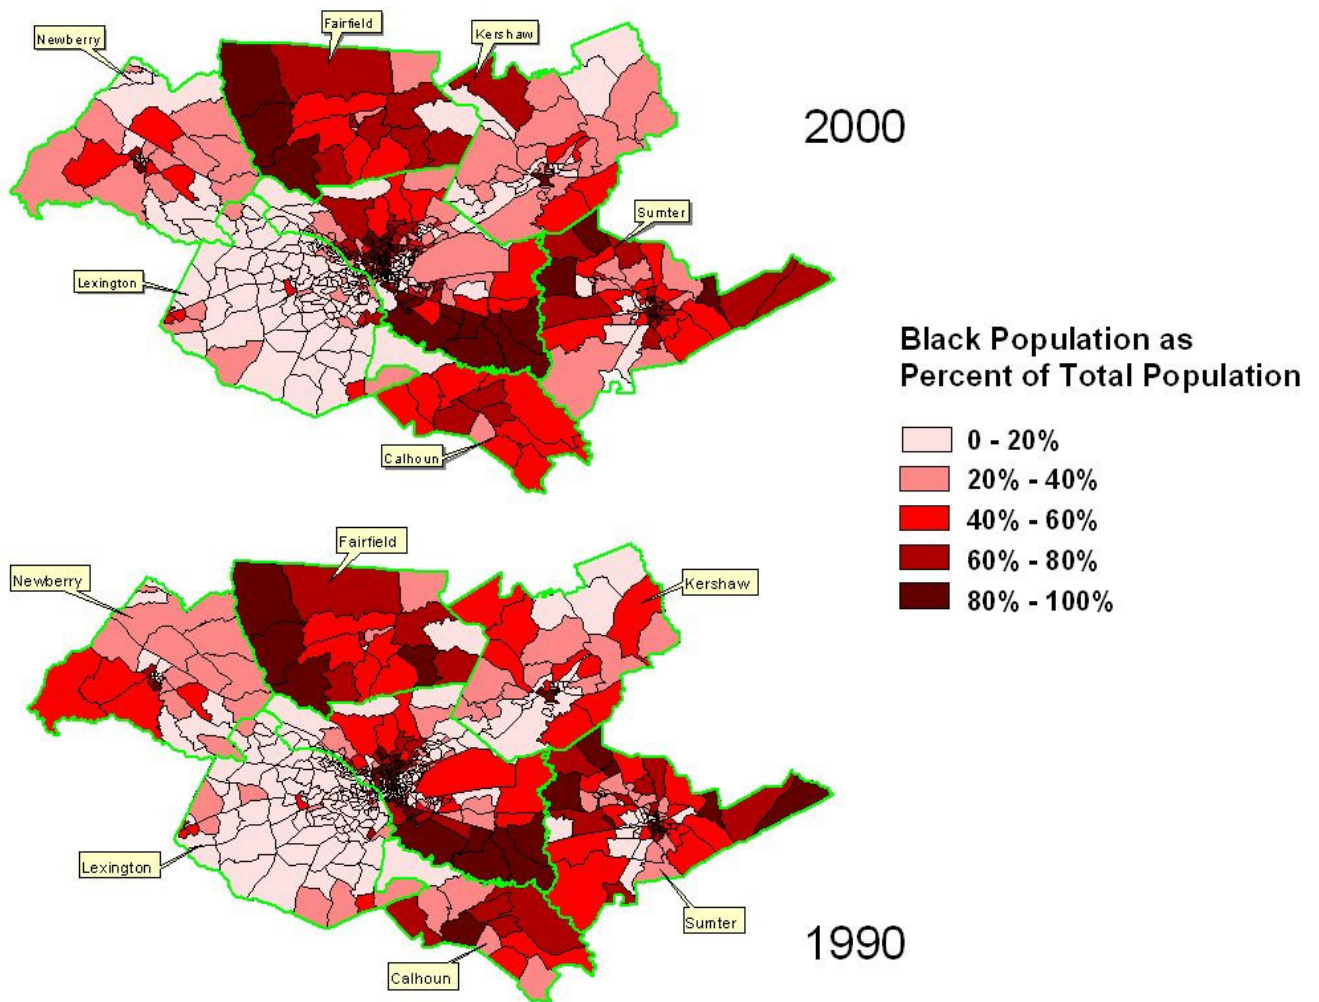 Fairfield
Newberry
Kershaw
2000
Sumter
Lexington
Calhoun
Black Population as
Percent of Total Population
0 - 20%
20% - 40%
40% - 60%
60% - 80%
80% - 100%
Fairfield
Newberry
Kershaw
Lexington
Sumter
Calhoun
1990